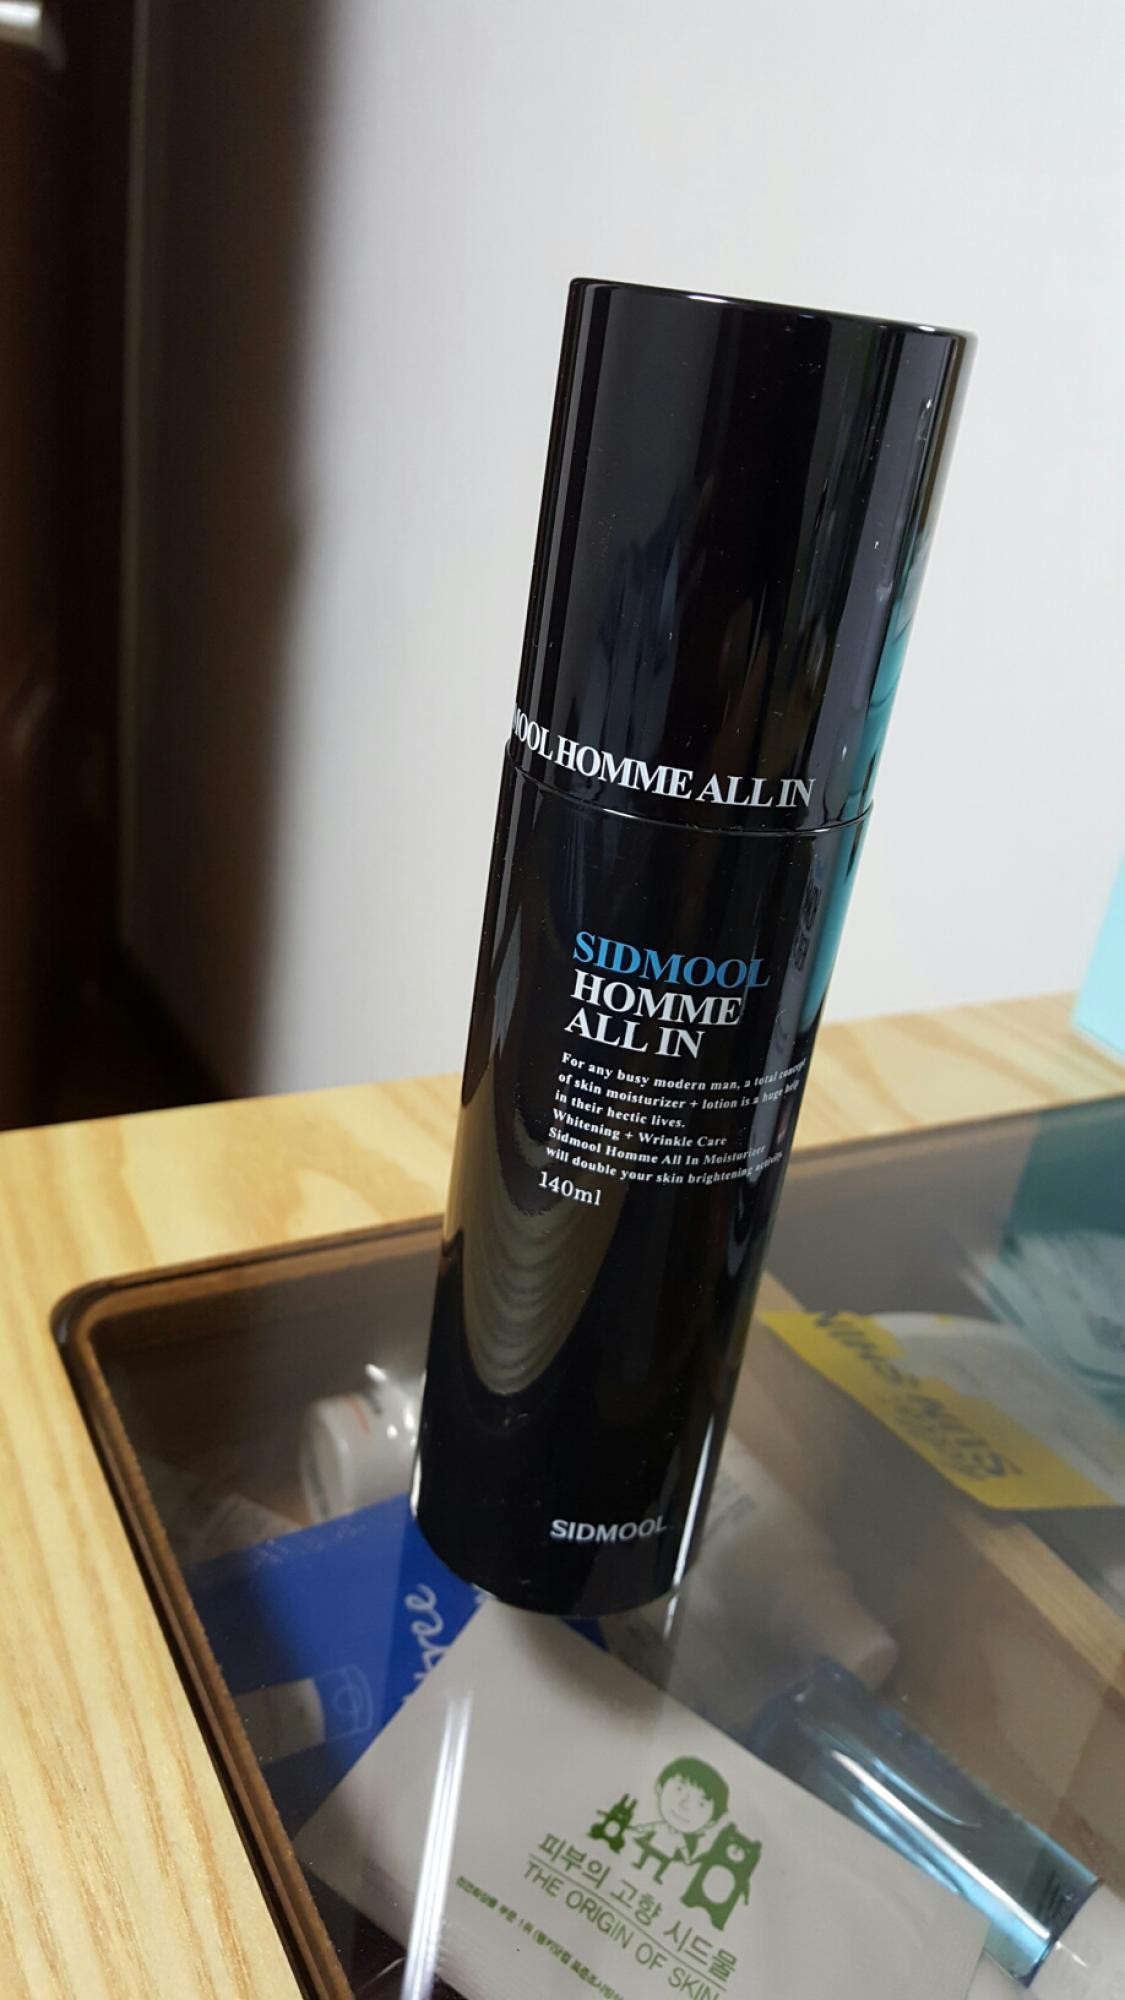 HOMME ALL IN
SIDMOOL
HOMME
ALL IN
For any busy modern man, a total concept
of skin moisturizer + lotion is a huge help
in their hectic lives.
Whitening + Wrinkle Care
Sidmool Homme All In Moisturizer
will double your skin brightening activity.
140ml
SIDMOOL
피부의 고향 시드물
THE ORIGIN OF SKIN